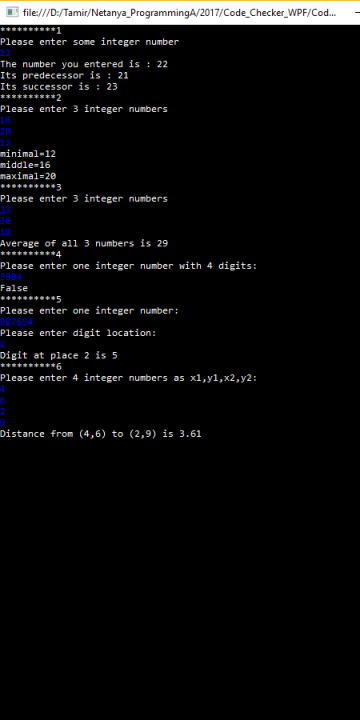 file:///D:/Tamir/Netanya_ProgrammingA/2017/Code_Checker_WPF/Cod...
**********1
Please enter some integer number
22
The number you entered is : 22
Its predecessor is : 21
Its successor is : 23
**********2
Please enter 3 integer numbers
16
20
12
minimal=12
middle=16
maximal=20
**********3
Please enter 3 integer numbers
33
36
18
Average of all 3 numbers is 29
**********4
Please enter one integer number with 4 digits:
False
**********5
Please enter one integer number:
Please enter digit location:
2
Digit at place 2 is 5
**********6
Please enter 4 integer numbers as x1,y1,x2,y2:
4
6
2
9
Distance from (4,6) to (2,9) is 3.61